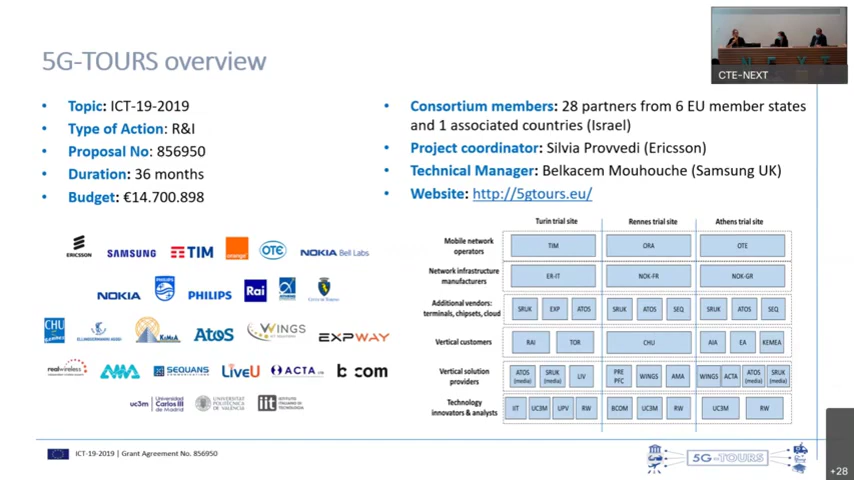 5G-TOURS overview
CTE-NEXT
• Topic: ICT-19-2019
• Type of Action: R&I
• Proposal No: 856950
• Duration: 36 months
• Budget: €14.700.898
• Consortium members: 28 partners from 6 EU member states
and 1 associated countries (Israel)
• Project coordinator: Silvia Provvedi (Ericsson)
• Technical Manager: Belkacem Mouhouche (Samsung UK)
• Website: http://5gtours.eu/
ERICSSON SAMSUNG TIM orange OTE NOKIA Bell Labs
NOKIA PHILIPS PHILIPS Rai
CHU KEMEA AtoS WINGS EXPWAY
realwireless AMA SEQUANS LiveU ACTA b com
uc3m Universidad Carlos III de Madrid UNIVERSITAT POLITÈCNICA DE VALÈNCIA iit
Turin trial site Rennes trial site Athens trial site
Mobile network operators TIM ORA OTE
Network infrastructure manufacturers ER-IT NOK-FR NOK-GR
Additional vendors: terminals, chipsets, cloud SRUK EXP ATOS SRUK ATOS SEQ SRUK ATOS SEQ
Vertical customers RAI TOR CHU AIA EA KEMEA
Vertical solution providers ATOS (media) SRUK (media) LIV PRE PFC WINGS AMA WINGS ACTA ATOS (media) SRUK (media)
Technology innovators & analysts IIT UC3M UPV RW BCOM UC3M RW UC3M RW
ICT-19-2019 | Grant Agreement No. 856950
5G-TOURS
+28